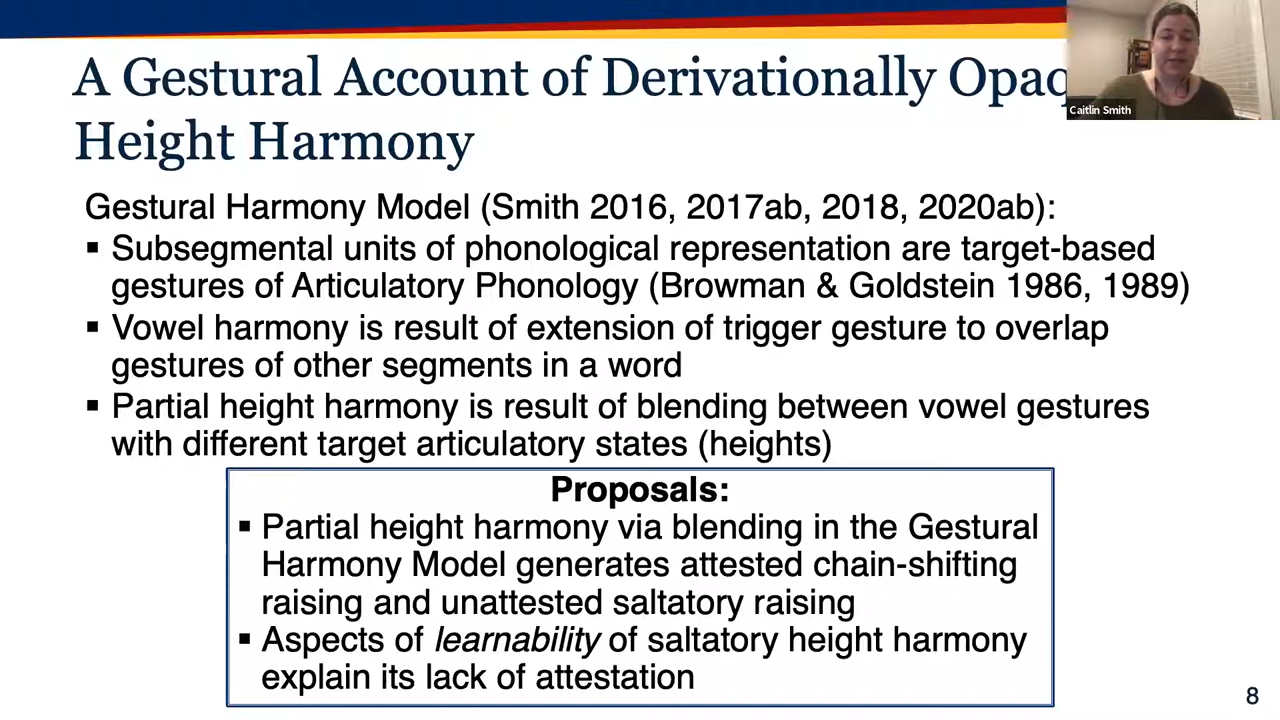 A Gestural Account of Derivationally Opaq
Caitlin Smith
Height Harmony
Gestural Harmony Model (Smith 2016, 2017ab, 2018, 2020ab):
▪ Subsegmental units of phonological representation are target-based
gestures of Articulatory Phonology (Browman & Goldstein 1986, 1989)
▪ Vowel harmony is result of extension of trigger gesture to overlap
gestures of other segments in a word
▪ Partial height harmony is result of blending between vowel gestures
with different target articulatory states (heights)
Proposals:
▪ Partial height harmony via blending in the Gestural
Harmony Model generates attested chain-shifting
raising and unattested saltatory raising
▪ Aspects of learnability of saltatory height harmony
explain its lack of attestation
8